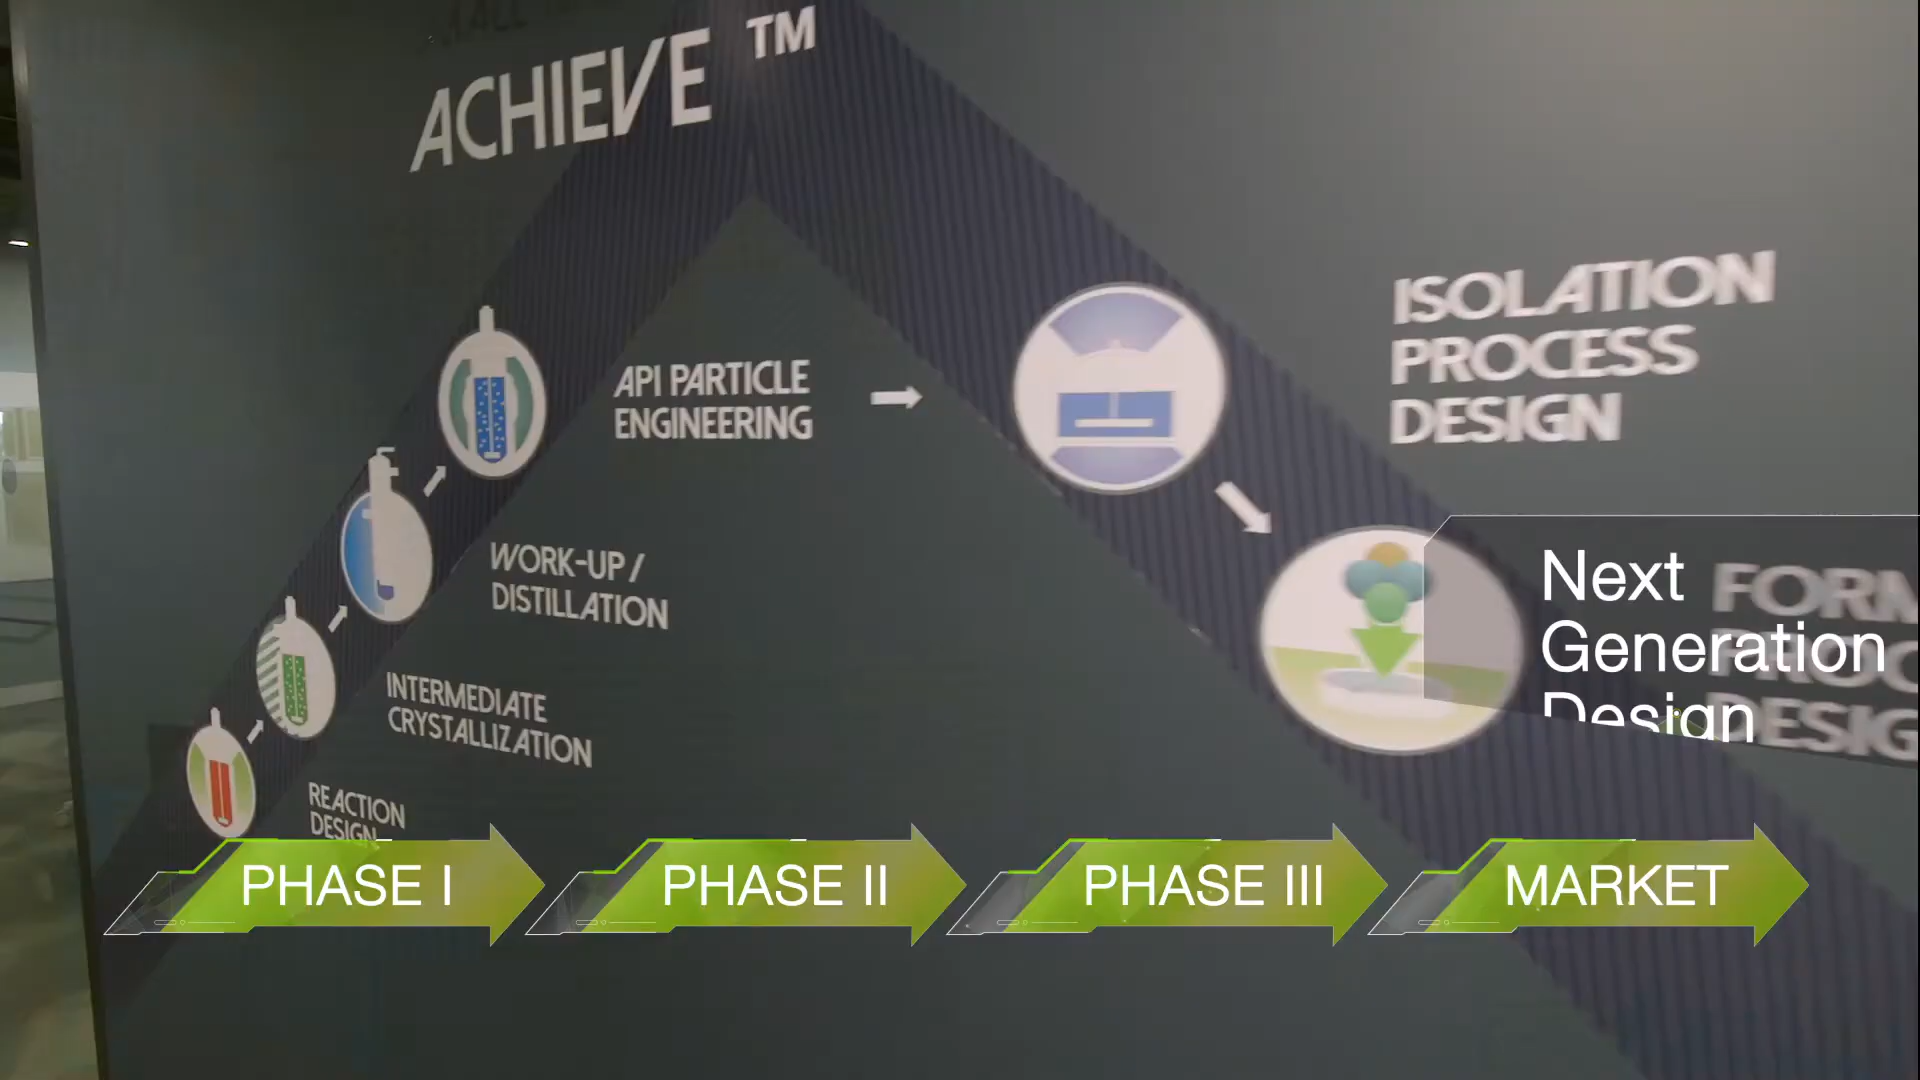 ACHIEVE ™
ISOLATION
PROCESS
DESIGN
API PARTICLE
ENGINEERING
WORK-UP /
DISTILLATION
INTERMEDIATE
CRYSTALLIZATION
REACTION
DESIGN
Next
Generation
Design
PHASE I
PHASE II
PHASE III
MARKET